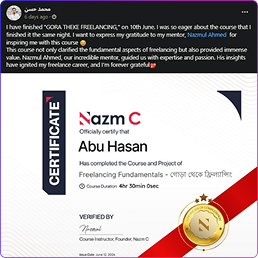 মোহাম্মদ হাসান
6 days ago
I have finished "GORA THEKE FREELANCING," on 10th June. I was so eager about the course that I
finished it the same night. I want to express my gratitude to my mentor, Nazmul Ahmed for
inspiring me with this course
This course not only clarified the fundamental aspects of freelancing but also provided immense
value. Nazmul Ahmed, our incredible mentor, guided us with expertise and passion. His insights
have ignited my freelance career, and I'm forever grateful
CERTIFICATE
Nazm C
Officially certify that
Abu Hasan
Has completed the Course and Project of
Freelancing Fundamentals - গোড়া থেকে ফ্রিল্যান্সিং
Course Duration 4hr 30min 0sec
VERIFIED BY
Nazmul
Course Instructor, Founder, Nazm C
Issue Date: June 12, 2024